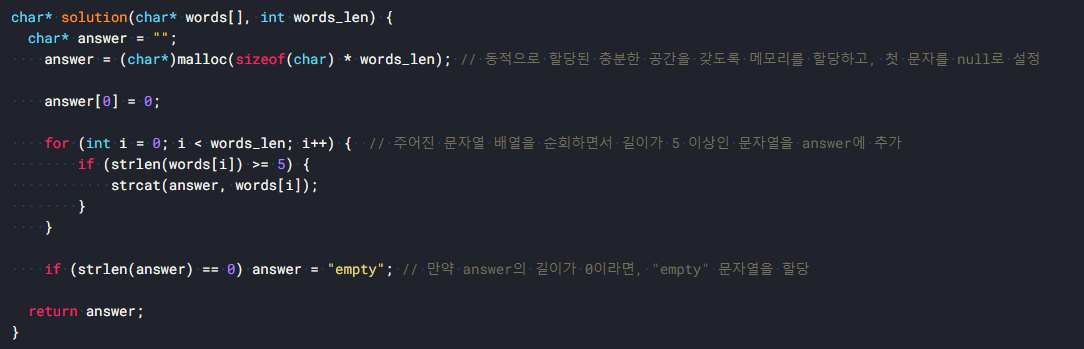 char* solution(char* words[], int words_len) {
  char* answer = "";
    answer = (char*)malloc(sizeof(char) * words_len); // 동적으로 할당된 충분한 공간을 갖도록 메모리를 할당하고, 첫 문자를 null로 설정
    answer[0] = 0;
    for (int i = 0; i < words_len; i++) {  // 주어진 문자열 배열을 순회하면서 길이가 5 이상인 문자열을 answer에 추가
        if (strlen(words[i]) >= 5) {
            strcat(answer, words[i]);
        }
    }
    if (strlen(answer) == 0) answer = "empty"; // 만약 answer의 길이가 0이라면, "empty" 문자열을 할당
  return answer;
}